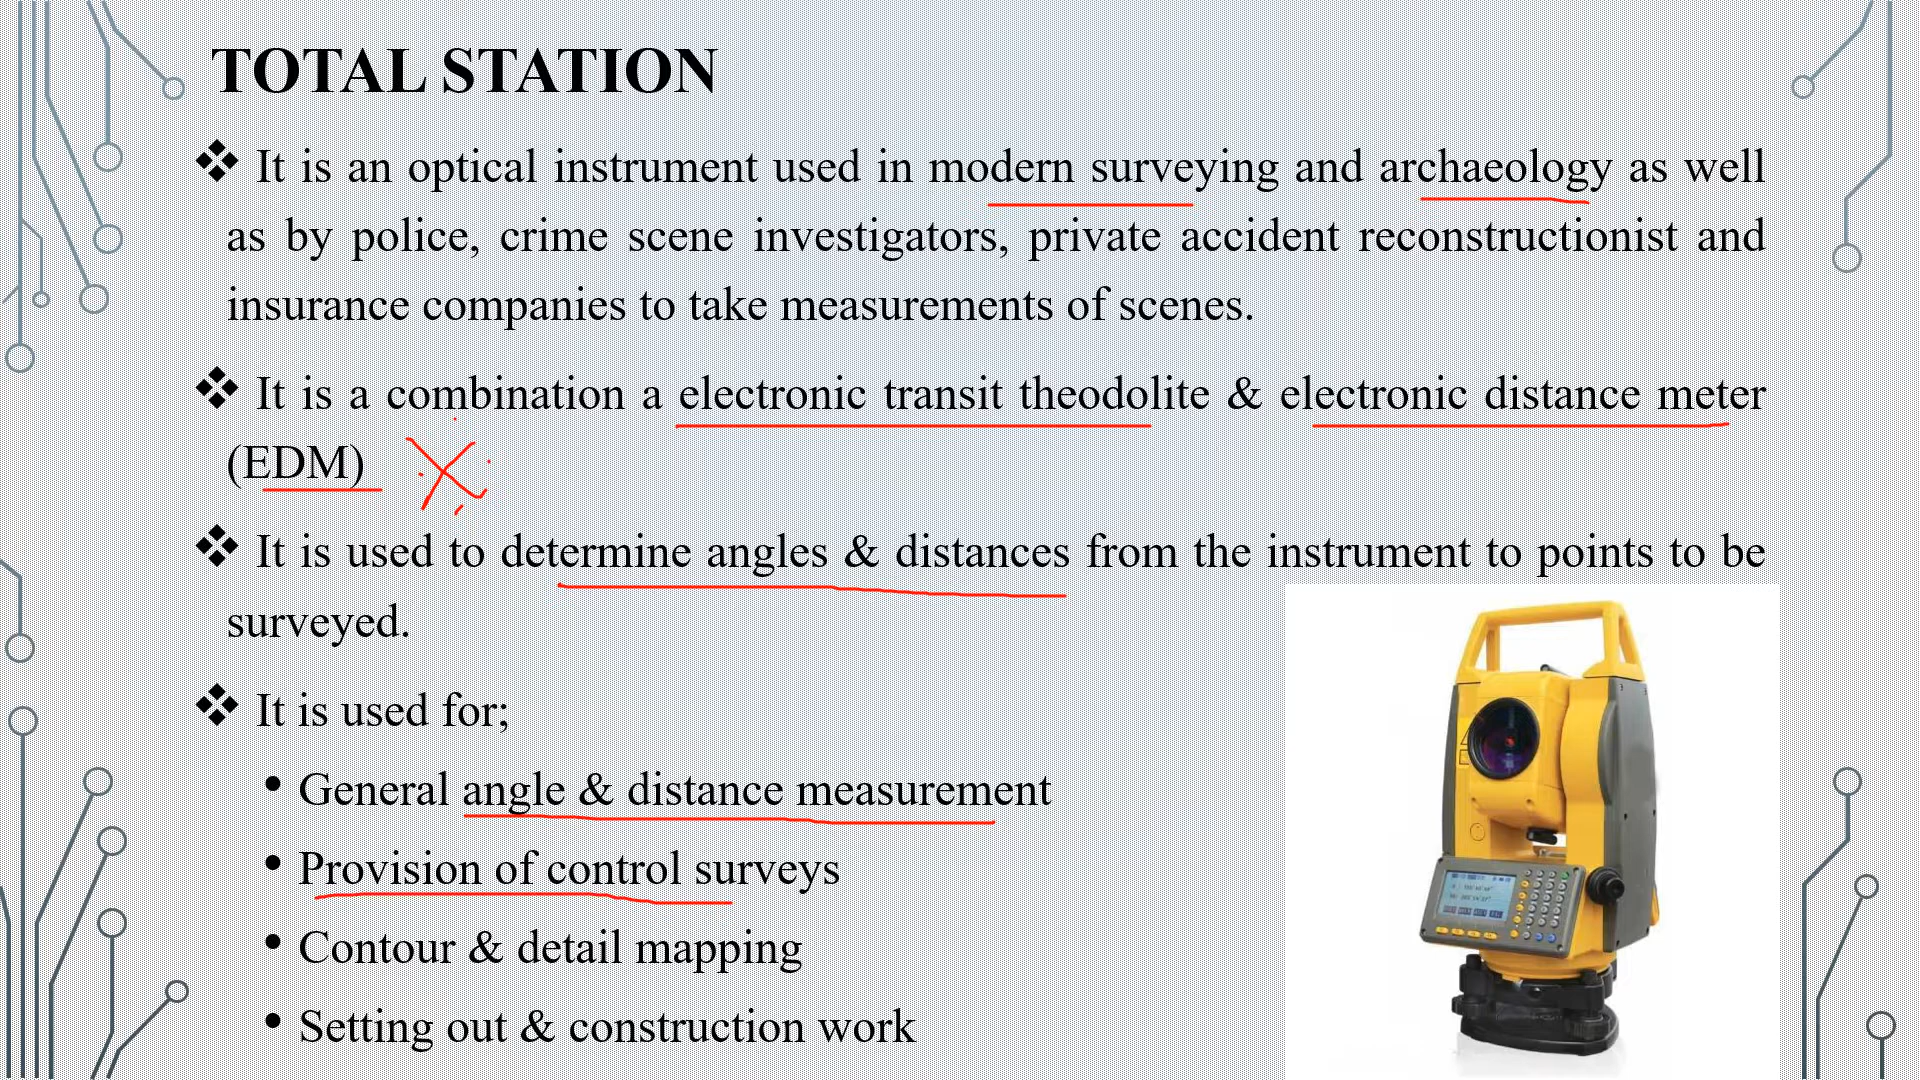 TOTAL STATION
❖ It is an optical instrument used in modern surveying and archaeology as well
as by police, crime scene investigators, private accident reconstructionist and
insurance companies to take measurements of scenes.
❖ It is a combination a electronic transit theodolite & electronic distance meter
(EDM)
❖ It is used to determine angles & distances from the instrument to points to be
surveyed.
❖ It is used for;
• General angle & distance measurement
• Provision of control surveys
• Contour & detail mapping
• Setting out & construction work